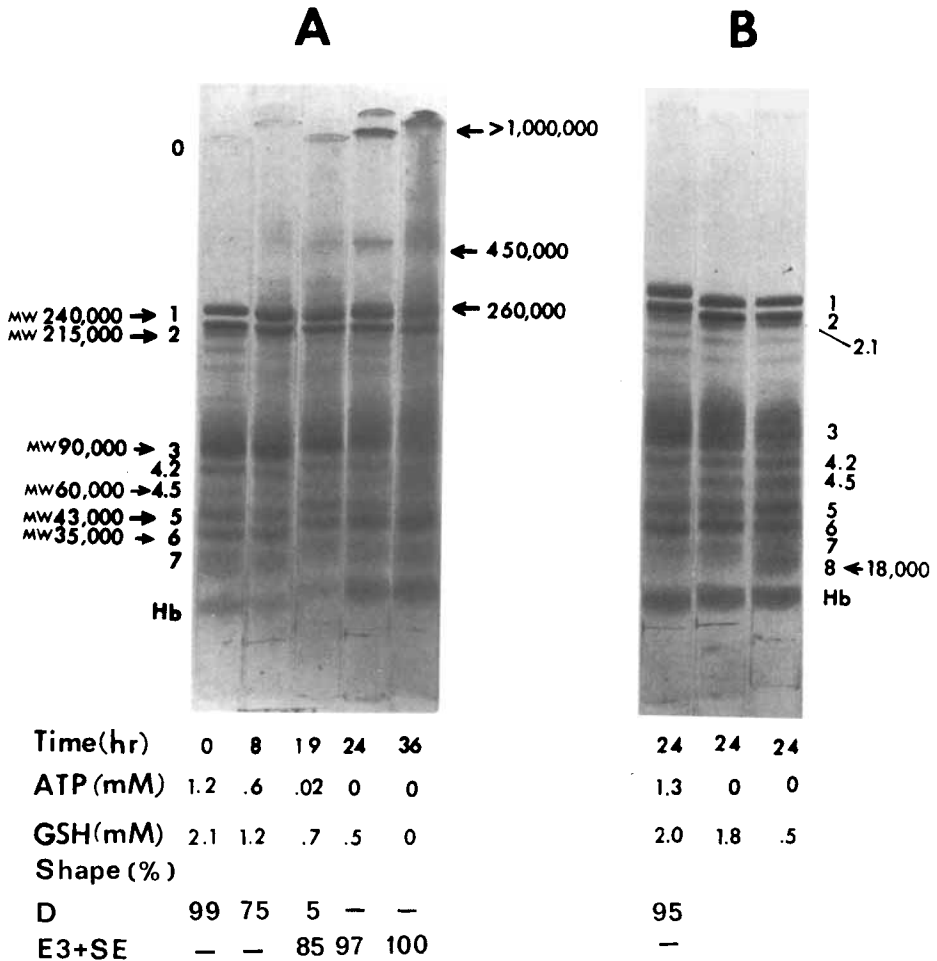 A B
0
← >1,000,000
← 450,000
MW 240,000 → 1
← 260,000
MW 215,000 → 2
MW 90,000 → 3
4.2
MW 60,000 → 4.5
MW 43,000 → 5
MW 35,000 → 6
7
Hb
1
2
2.1
3
4.2
4.5
5
6
7
8 ← 18,000
Hb
Time(hr) 0 8 19 24 36 24 24 24
ATP (mM) 1.2 .6 .02 0 0 1.3 0 0
GSH(mM) 2.1 1.2 .7 .5 0 2.0 1.8 .5
Shape (%)
D 99 75 5 — — 95
E3+SE — — 85 97 100 —